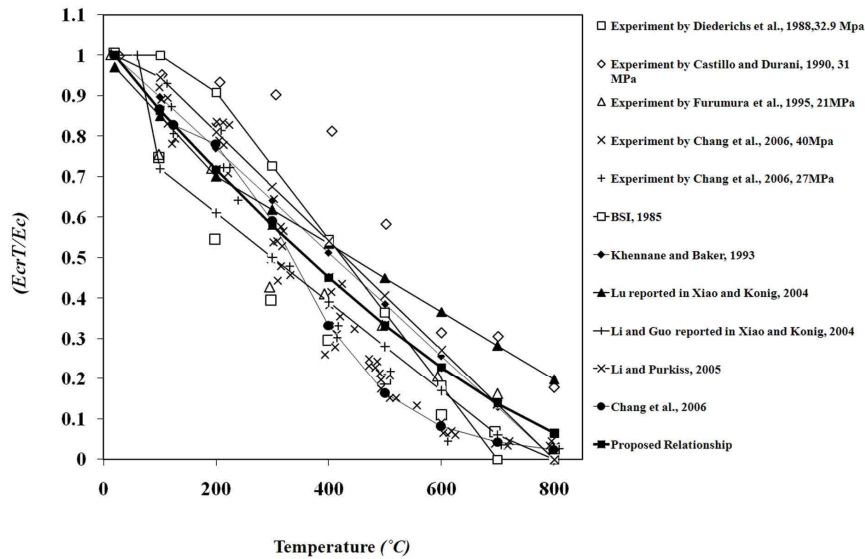 1.1
1
0.9
0.8
0.7
0.6
0.5
0.4
0.3
0.2
0.1
0
(EcrT/Ec)
0
200
400
600
800
Temperature (˚C)
Experiment by Diederichs et al., 1988,32.9 Mpa
Experiment by Castillo and Durani, 1990, 31
MPa
Experiment by Furumura et al., 1995, 21MPa
Experiment by Chang et al., 2006, 40Mpa
Experiment by Chang et al., 2006, 27MPa
BSI, 1985
Khennane and Baker, 1993
Lu reported in Xiao and Konig, 2004
Li and Guo reported in Xiao and Konig, 2004
Li and Purkiss, 2005
Chang et al., 2006
Proposed Relationship